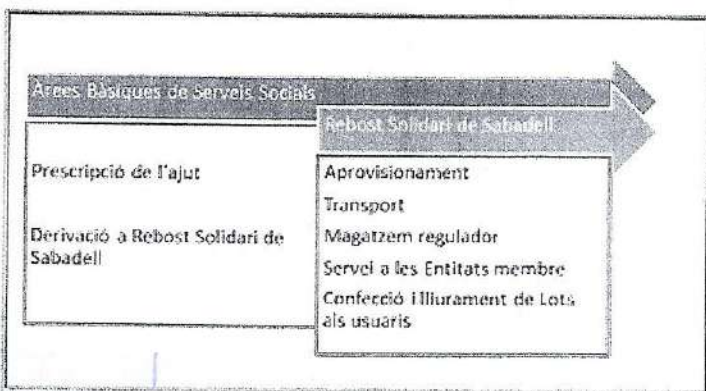 Àrees Bàsiques de Serveis Socials
Rebost Solidari de Sabadell
Prescripció de l'ajut
Derivació a Rebost Solidari de
Sabadell
Aprovisionament
Transport
Magatzem regulador
Servei a les Entitats membre
Confecció i lliurament de Lots
als usuaris